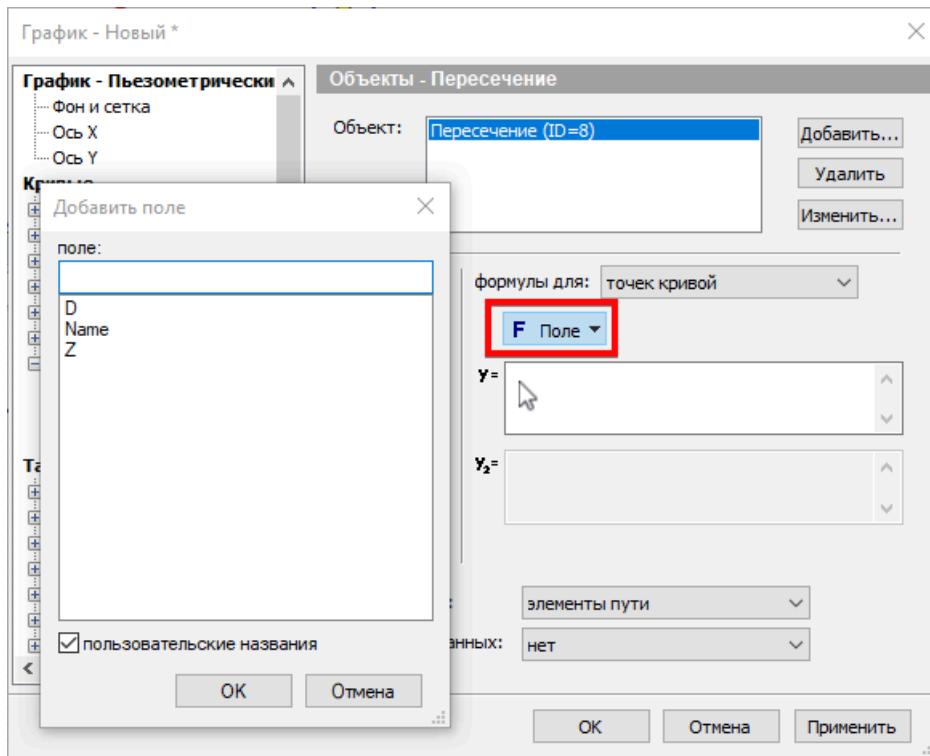 График - Новый *
График - Пьезометрически
Фон и сетка
Ось X
Ось Y
Кривые
Объекты - Пересечение
Объект:
Пересечение (ID=8)
Добавить...
Удалить
Изменить...
Добавить поле
поле:
D
Name
Z
пользовательские названия
OK
Отмена
формулы для: точек кривой
F Поле
y=
y₂=
элементы пути
нет
OK
Отмена
Применить